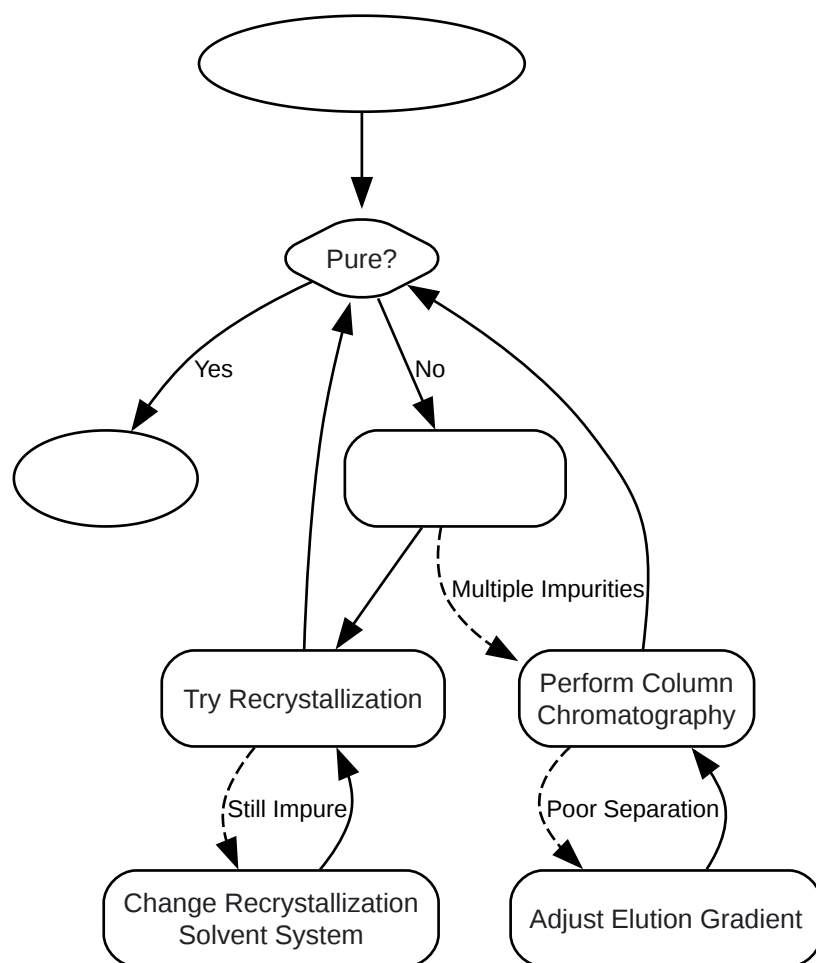 Pure?
Yes
No
Multiple Impurities
Try Recrystallization
Perform Column
Chromatography
Still Impure
Poor Separation
Change Recrystallization
Solvent System
Adjust Elution Gradient